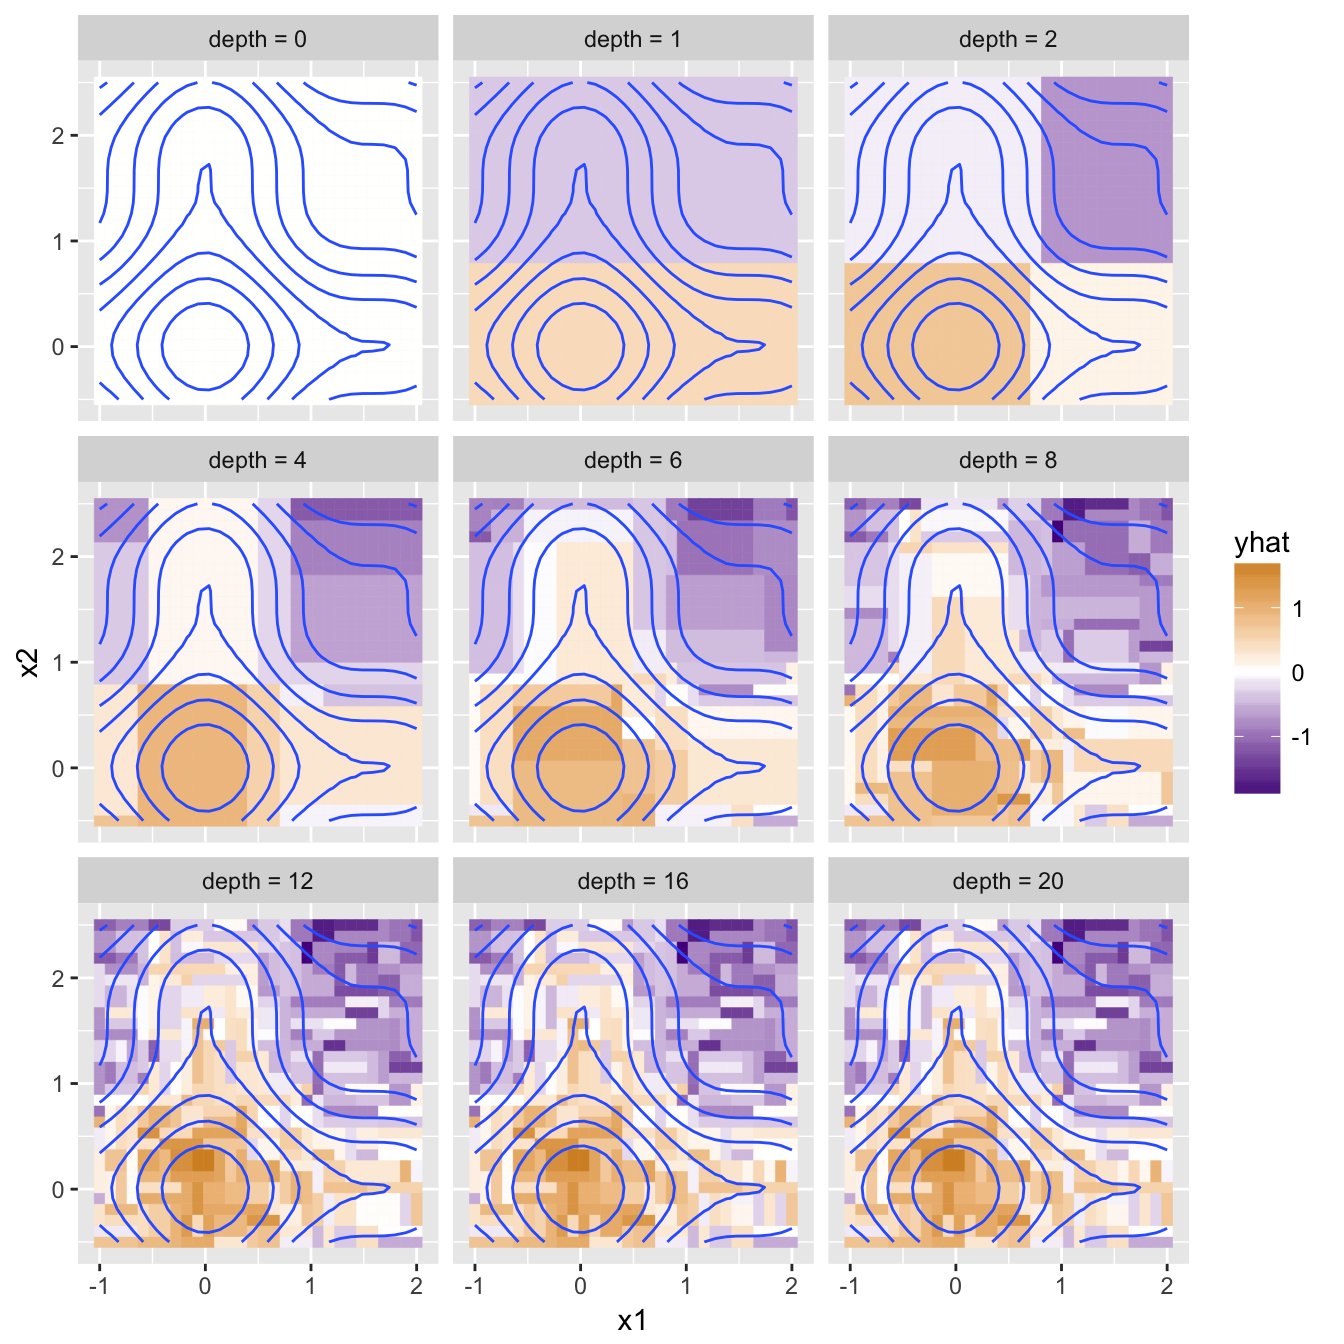 depth = 0
depth = 1
depth = 2
2
1
0
depth = 4
depth = 6
depth = 8
2
1
0
x2
yhat
1
0
-1
depth = 12
depth = 16
depth = 20
2
1
0
-1 0 1 2
-1 0 1 2
-1 0 1 2
x1